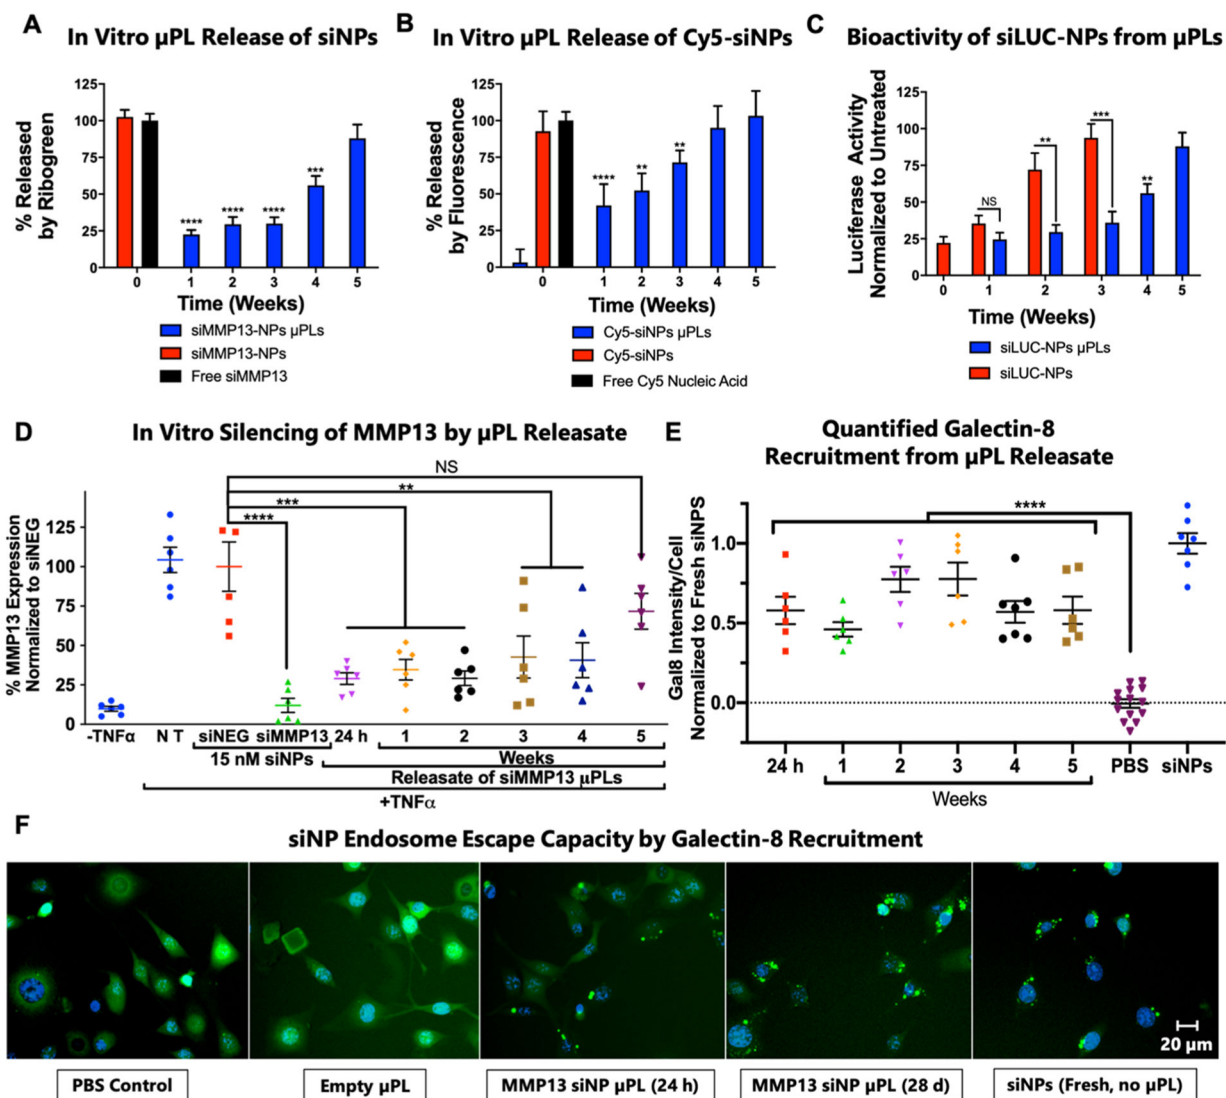 A
In Vitro µPL Release of siNPs
% Released
by Ribogreen
125
100
75
50
25
0
****
****
****
***
0 1 2 3 4 5
Time (Weeks)
siMMP13-NPs µPLs
siMMP13-NPs
Free siMMP13
B
In Vitro µPL Release of Cy5-siNPs
% Released
by Fluorescence
125
100
75
50
25
0
****
**
**
0 1 2 3 4 5
Time (Weeks)
Cy5-siNPs µPLs
Cy5-siNPs
Free Cy5 Nucleic Acid
C
Bioactivity of siLUC-NPs from µPLs
Luciferase Activity
Normalized to Untreated
125
100
75
50
25
0
NS
**
***
**
0 1 2 3 4 5
Time (Weeks)
siLUC-NPs µPLs
siLUC-NPs
D
In Vitro Silencing of MMP13 by µPL Releasate
% MMP13 Expression
Normalized to siNEG
125
100
75
50
25
0
NS
**
***
****
-TNFα N T siNEG siMMP13 24 h 1 2 3 4 5
15 nM siNPs
Weeks
Releasate of siMMP13 µPLs
+TNFα
E
Quantified Galectin-8
Recruitment from µPL Releasate
Gal8 Intensity/Cell
Normalized to Fresh siNPS
1.0
0.5
0.0
****
24 h 1 2 3 4 5 PBS siNPs
Weeks
F
siNP Endosome Escape Capacity by Galectin-8 Recruitment
20 µm
PBS Control
Empty µPL
MMP13 siNP µPL (24 h)
MMP13 siNP µPL (28 d)
siNPs (Fresh, no µPL)